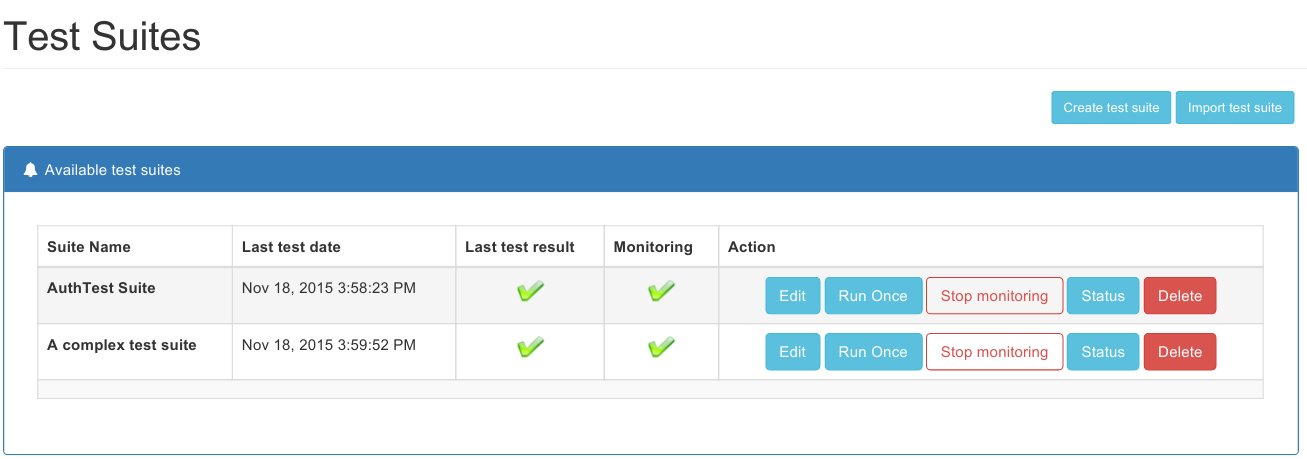 Test Suites
Create test suite Import test suite
Available test suites
Suite Name Last test date Last test result Monitoring Action
AuthTest Suite Nov 18, 2015 3:58:23 PM Edit Run Once Stop monitoring Status Delete
A complex test suite Nov 18, 2015 3:59:52 PM Edit Run Once Stop monitoring Status Delete